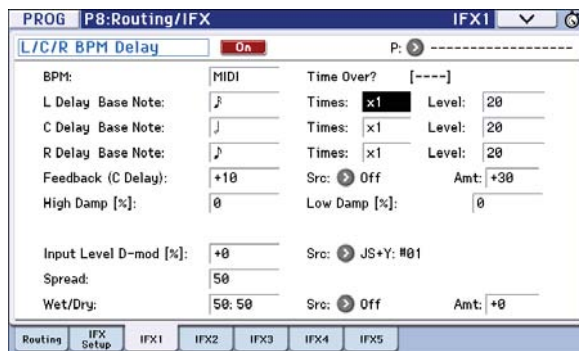 PROG P8:Routing/IFX IFX1
L/C/R BPM Delay On P: ------------------
BPM: MIDI Time Over? [----]
L Delay Base Note: Times: x1 Level: 20
C Delay Base Note: Times: x1 Level: 20
R Delay Base Note: Times: x1 Level: 20
Feedback (C Delay): +10 Src: Off Amt: +30
High Damp [%]: 0 Low Damp [%]: 0
Input Level D-mod [%]: +0 Src: JS+Y: #01
Spread: 50
Wet/Dry: 50:50 Src: Off Amt: +0
Routing IFX Setup IFX1 IFX2 IFX3 IFX4 IFX5